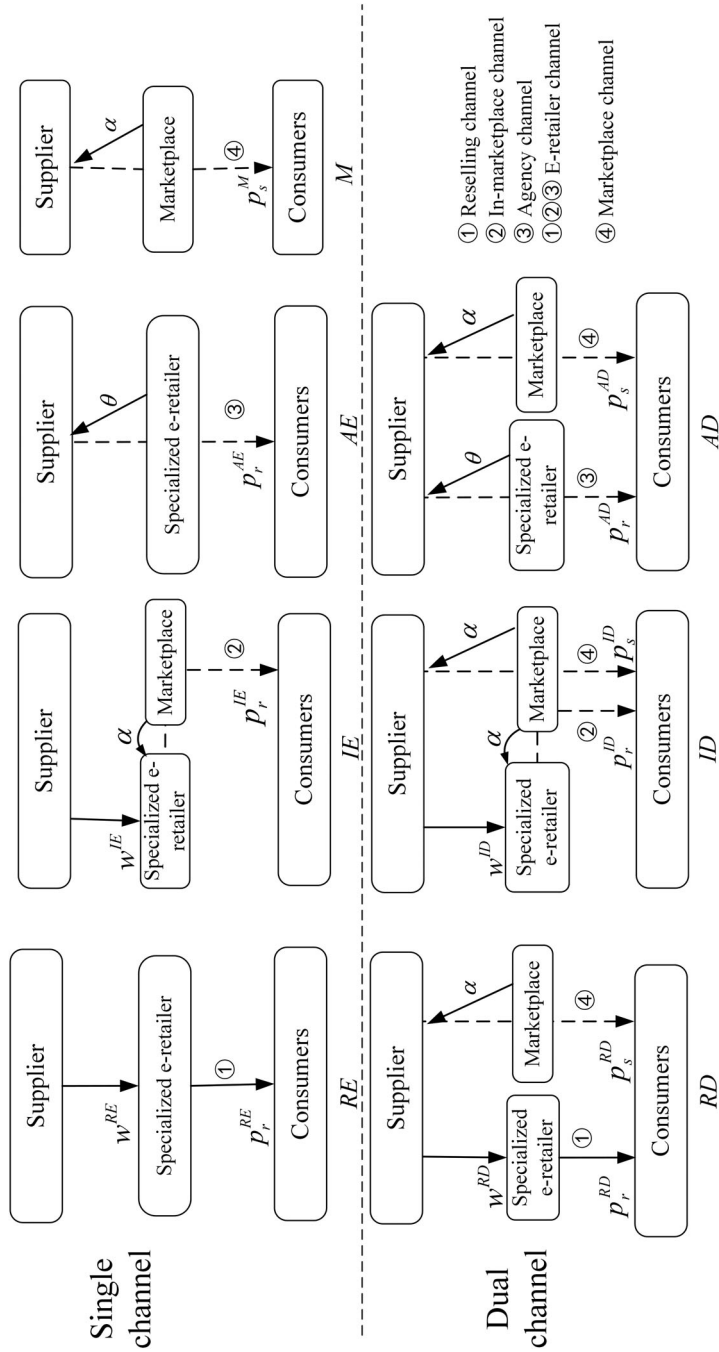 Single
channel
Supplier
w^{RE}
Specialized e-retailer
①
p_r^{RE}
Consumers
RE
Supplier
w^{IE}
α
Specialized e-
retailer
Marketplace
②
p_r^{IE}
Consumers
IE
Supplier
θ
Specialized e-retailer
③
p_r^{AE}
Consumers
AE
Supplier
α
Marketplace
④
p_s^{M}
Consumers
M
Dual
channel
Supplier
α
w^{RD}
Specialized
e-retailer
Marketplace
①
④
p_r^{RD}
p_s^{RD}
Consumers
RD
Supplier
α
w^{ID}
α
Specialized
e-retailer
Marketplace
②
④
p_r^{ID}
p_s^{ID}
Consumers
ID
Supplier
θ
α
Specialized e-
retailer
Marketplace
③
④
p_r^{AD}
p_s^{AD}
Consumers
AD
① Reselling channel
② In-marketplace channel
③ Agency channel
①②③ E-retailer channel
④ Marketplace channel